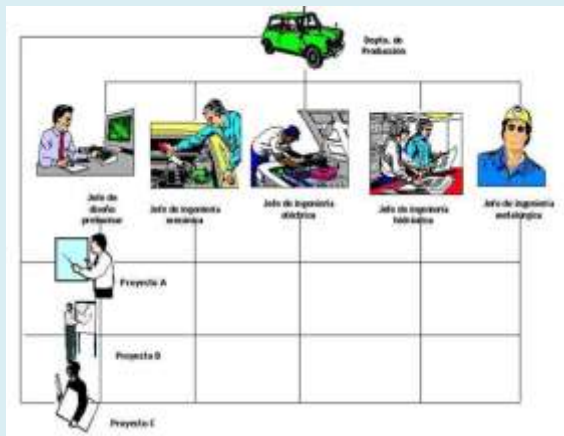 Depto. de
Producción
Jefe de
diseño
preliminar
Jefe de ingeniería
mecánica
Jefe de ingeniería
eléctrica
Jefe de ingeniería
hidráulica
Jefe de ingeniería
metalúrgica
Proyecto A
Proyecto B
Proyecto C